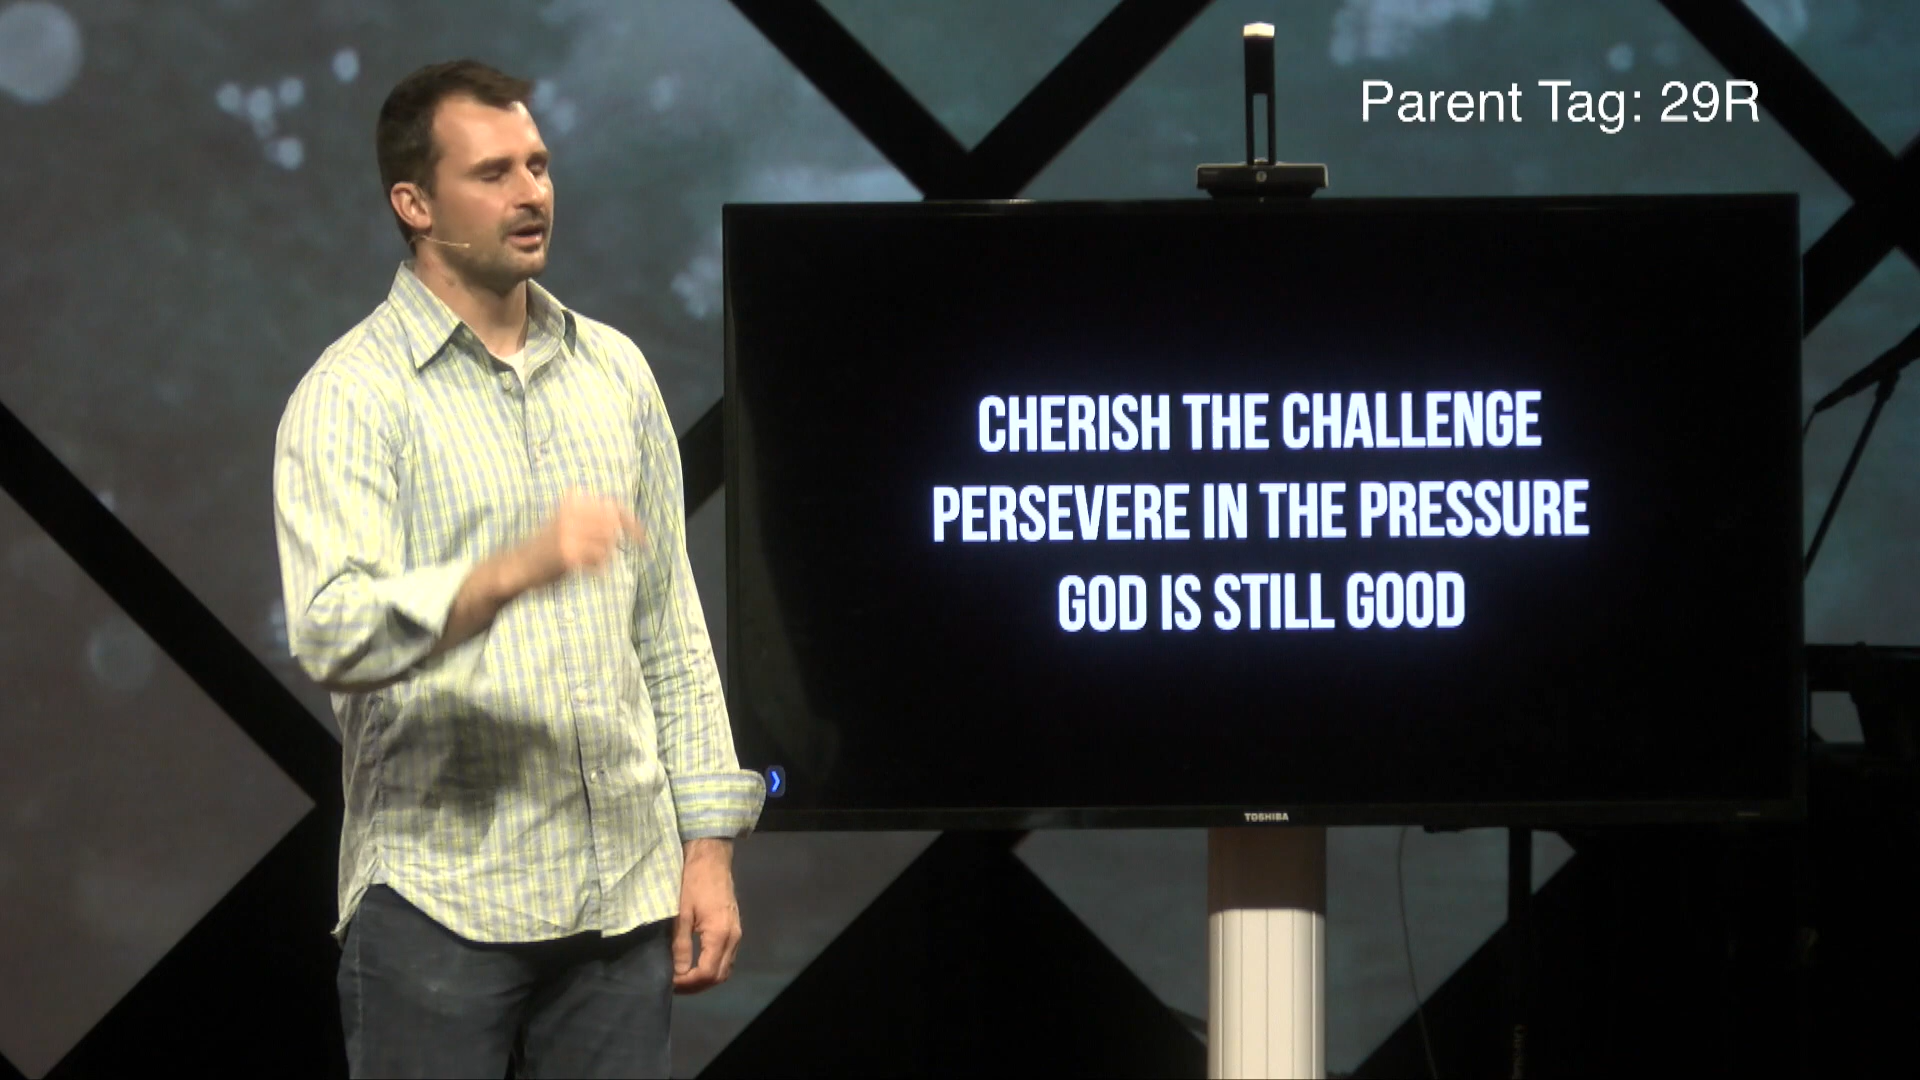 Parent Tag: 29R
CHERISH THE CHALLENGE
PERSEVERE IN THE PRESSURE
GOD IS STILL GOOD
TOSHIBA